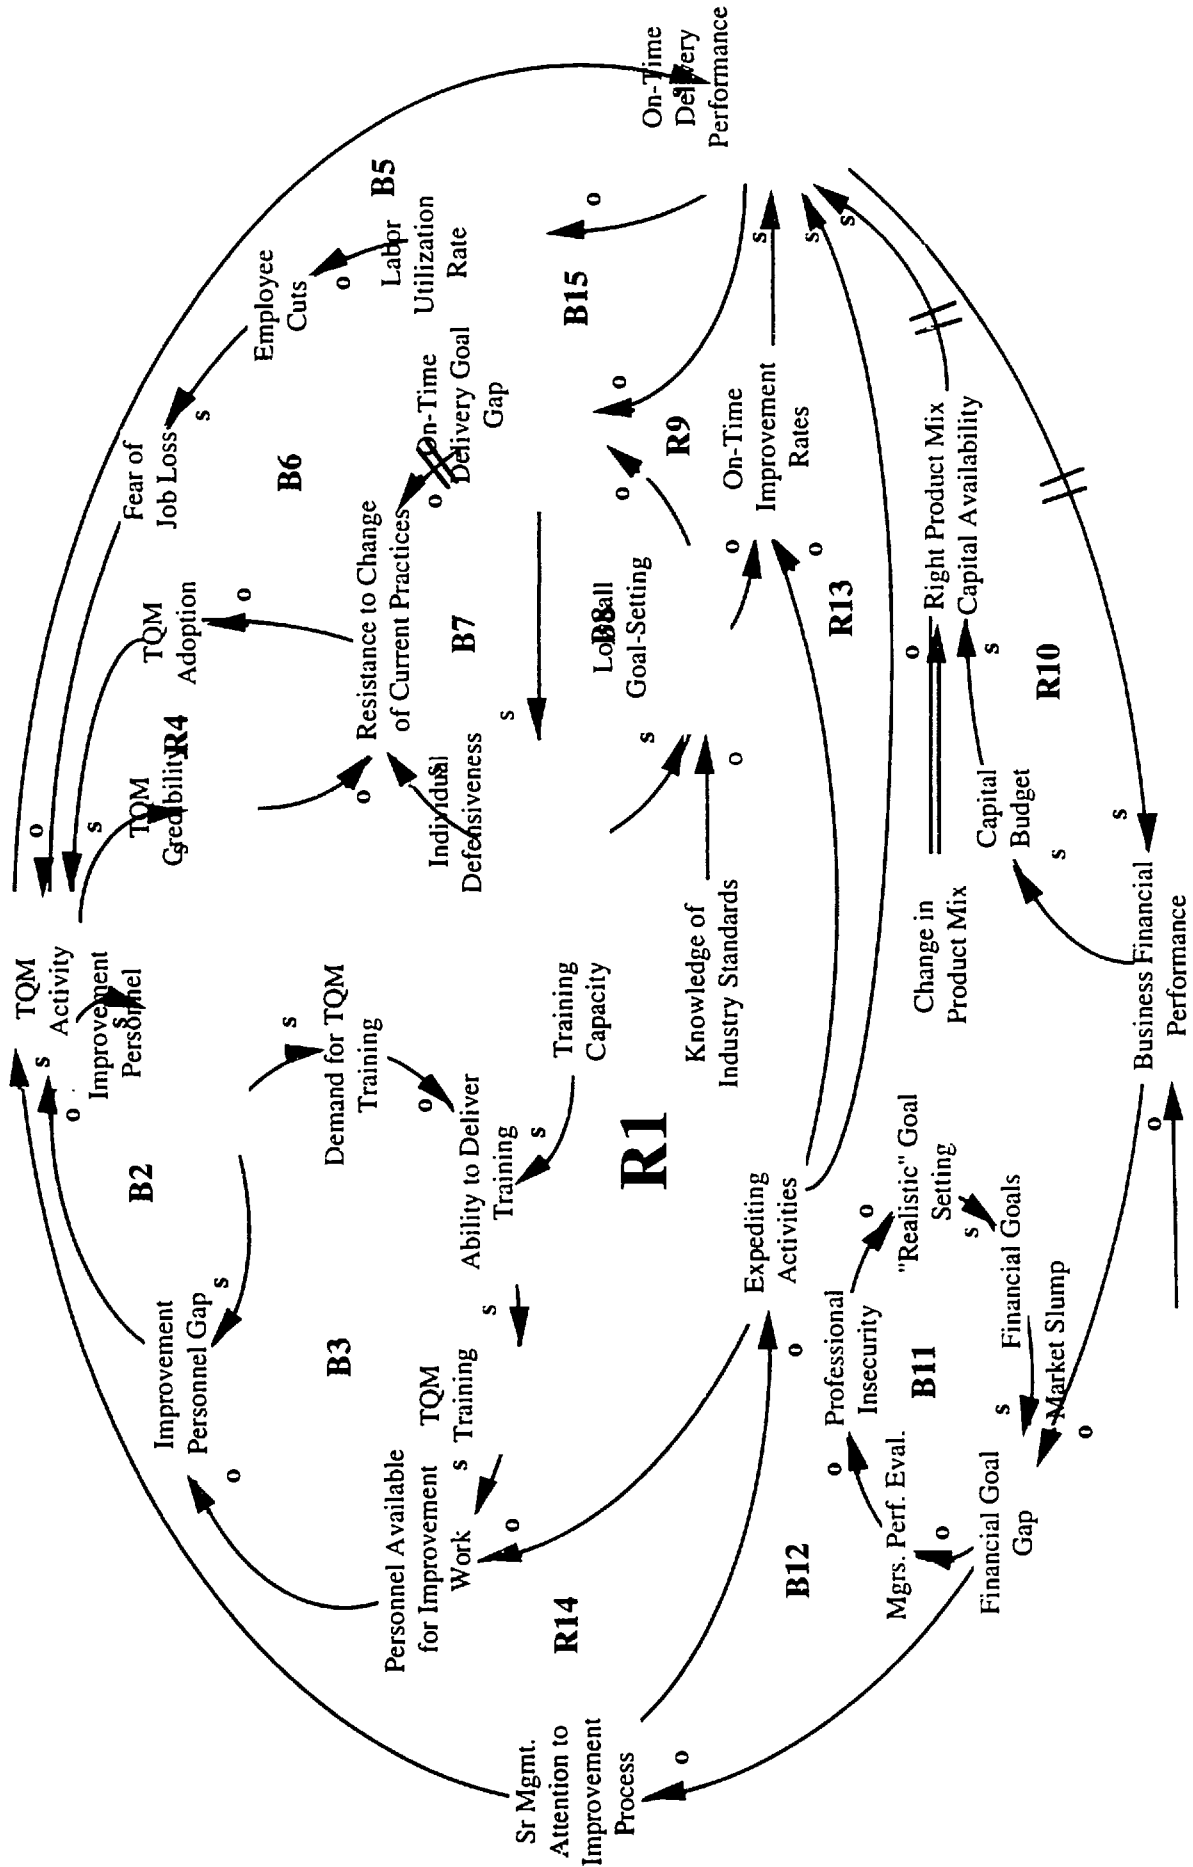 TQM
Activity
s
o
Improvement
Personnel
s
o
s
TQM
Credibility
s
R4
TQM
Adoption
o
Fear of
Job Loss
s
Employee
Cuts
o
B5
Labor
Utilization
Rate
B2
Improvement
Personnel Gap
s
o
B3
Demand for TQM
Training
s
o
Ability to Deliver
Training
s
Training
Capacity
s
TQM
Training
s
Personnel Available
for Improvement
Work
o
R14
Sr Mgmt.
Attention to
Improvement
Process
o
B6
Resistance to Change
of Current Practices
o
o
B7
Individual
Defensiveness
s
s
On-Time
Delivery Goal
Gap
B15
o
o
On-Time
Delivery
Performance
s
R1
Goal-Setting
s
o
o
R9
Knowledge of
Industry Standards
On-Time
Improvement
Rates
o
o
s
s
s
R13
Expediting
Activities
o
B12
Professional
Insecurity
o
o
"Realistic" Goal
Setting
s
B11
Mgrs. Perf. Eval.
o
Financial Goals
s
Financial Goal
Gap
o
Market Slump
o
Change in
Product Mix
o
Right Product Mix
Capital Availability
s
Capital
Budget
s
R10
s
Business Financial
Performance